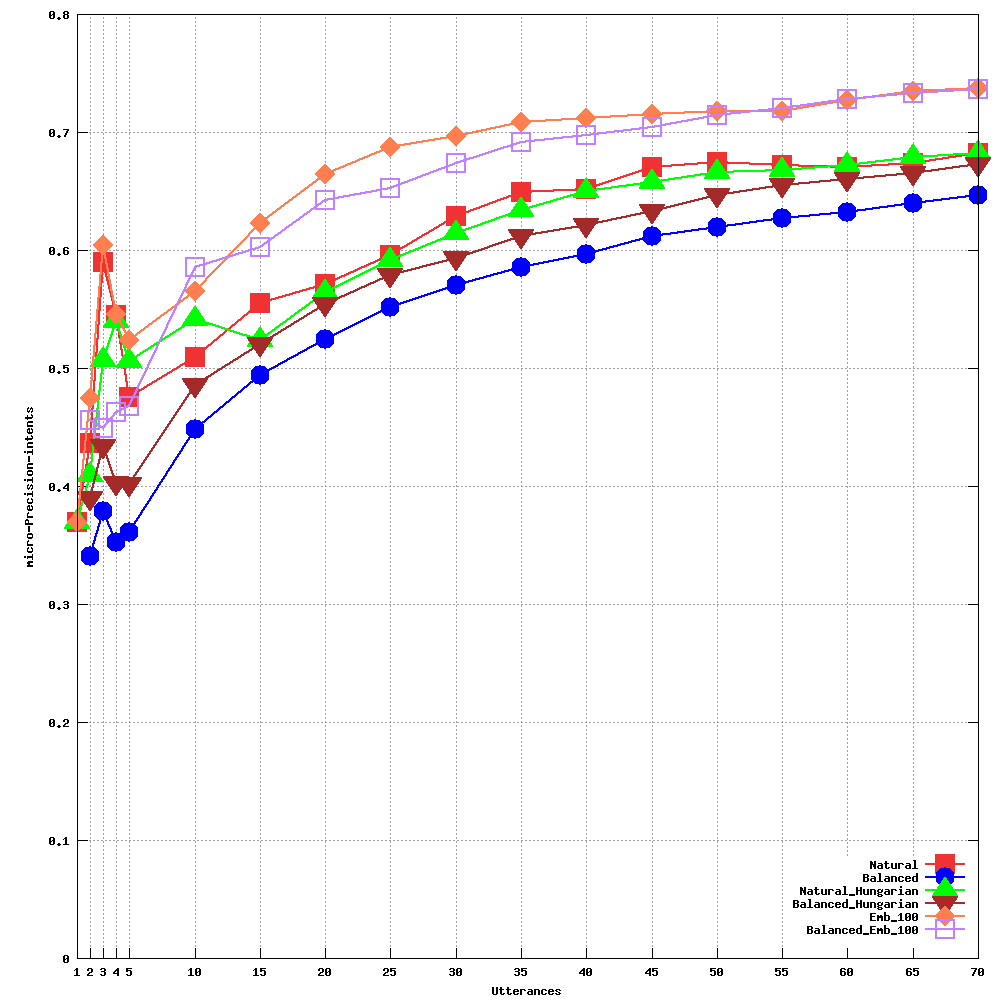 0.8
0.7
0.6
0.5
0.4
0.3
0.2
0.1
0
micro-Precision-intents
1 2 3 4 5 10 15 20 25 30 35 40 45 50 55 60 65 70
Utterances
Natural
Balanced
Natural_Hungarian
Balanced_Hungarian
Emb_100
Balanced_Emb_100